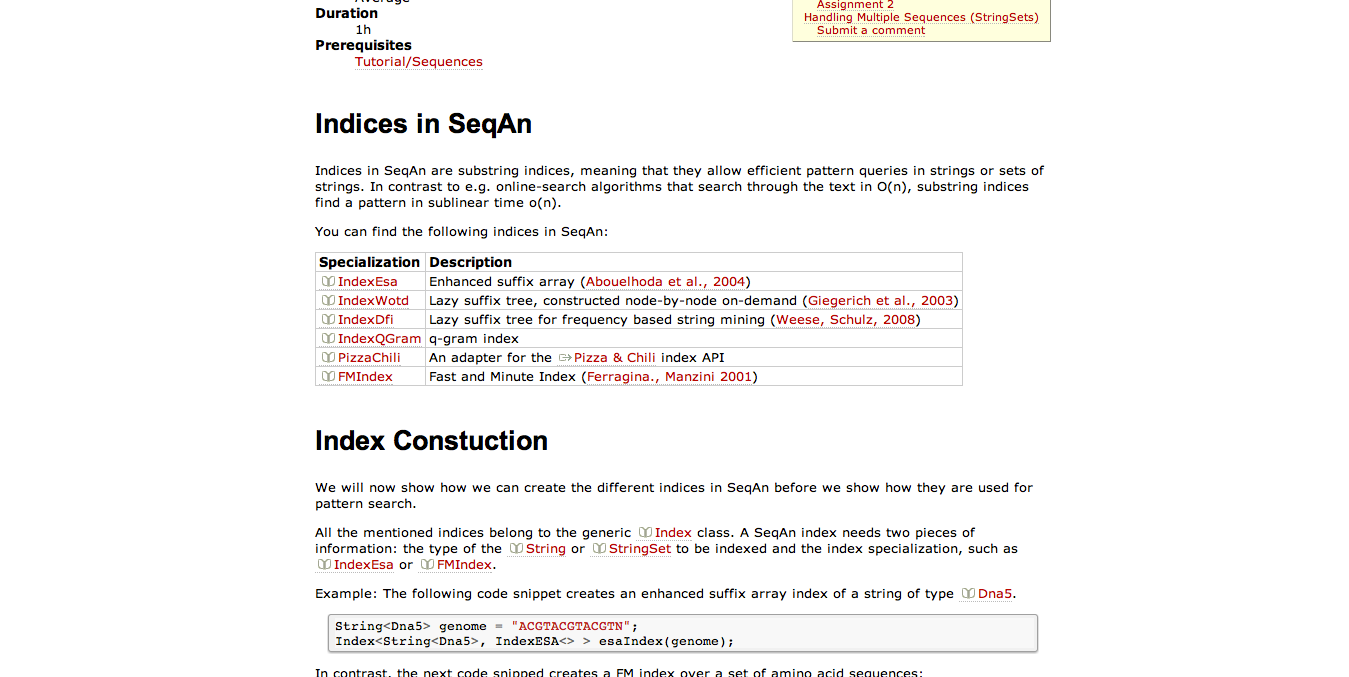 Average
Duration
1h
Prerequisites
Tutorial/Sequences
Assignment 2
Handling Multiple Sequences (StringSets)
Submit a comment
Indices in SeqAn
Indices in SeqAn are substring indices, meaning that they allow efficient pattern queries in strings or sets of
strings. In contrast to e.g. online-search algorithms that search through the text in O(n), substring indices
find a pattern in sublinear time o(n).
You can find the following indices in SeqAn:
Specialization Description
IndexEsa Enhanced suffix array (Abouelhoda et al., 2004)
IndexWotd Lazy suffix tree, constructed node-by-node on-demand (Giegerich et al., 2003)
IndexDfi Lazy suffix tree for frequency based string mining (Weese, Schulz, 2008)
IndexQGram q-gram index
PizzaChili An adapter for the Pizza & Chili index API
FMIndex Fast and Minute Index (Ferragina., Manzini 2001)
Index Constuction
We will now show how we can create the different indices in SeqAn before we show how they are used for
pattern search.
All the mentioned indices belong to the generic Index class. A SeqAn index needs two pieces of
information: the type of the String or StringSet to be indexed and the index specialization, such as
IndexEsa or FMIndex.
Example: The following code snippet creates an enhanced suffix array index of a string of type Dna5.
String<Dna5> genome = "ACGTACGTACGTN";
Index<String<Dna5>, IndexESA<> > esaIndex(genome);
In contrast, the next code snipped creates a FM index over a set of amino acid sequences: